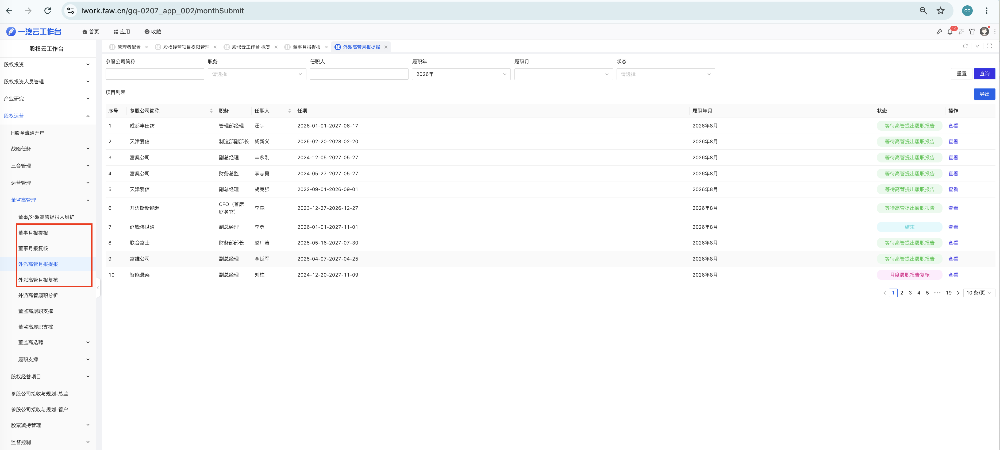 iwork.faw.cn/gq-0207_app_002/monthSubmit
CC
一汽云工作台
首页
应用
收藏
14
股权云工作台
管理者配置
股权经营项目权限管理
股权云工作台 概览
董事月报提报
外派高管月报提报
股权投资
股权投资人员管理
产业研究
股权运营
H股全流通开户
战略任务
三会管理
运营管理
董监高管理
董事/外派高管提报人维护
董事月报提报
董事月报复核
外派高管月报提报
外派高管月报复核
外派高管履职分析
董监高履职支撑
董监高履职支撑
董监高选聘
履职支撑
股权经营项目
参股公司接收与规划-总监
参股公司接收与规划-管户
股票减持管理
监督控制
参股公司简称 职务 任职人 履职年 履职月 状态
请选择 2026年 请选择 重置 查询
项目列表 导出
序号 参股公司简称 职务 任职人 任期 履职年月 状态 操作
1 成都丰田纺 管理部经理 汪宇 2026-01-01-2027-06-17 2026年8月 等待高管提出履职报告 查看
2 天津爱信 制造部副部长 杨新义 2025-02-20-2028-02-20 2026年8月 等待高管提出履职报告 查看
3 富奥公司 副总经理 丰永刚 2024-12-05-2027-05-27 2026年8月 等待高管提出履职报告 查看
4 富奥公司 财务总监 李志勇 2024-05-27-2027-05-27 2026年8月 等待高管提出履职报告 查看
5 天津爱信 副总经理 胡克强 2022-09-01-2026-09-01 2026年8月 等待高管提出履职报告 查看
6 开迈斯新能源 CFO（首席财务官） 李森 2023-12-27-2026-12-27 2026年8月 等待高管提出履职报告 查看
7 延锋伟世通 副总经理 李勇 2026-01-01-2027-11-01 2026年8月 结束 查看
8 联合富士 财务部部长 赵广涛 2025-05-16-2027-07-30 2026年8月 等待高管提出履职报告 查看
9 富维公司 副总经理 李延军 2025-04-07-2027-04-25 2026年8月 等待高管提出履职报告 查看
10 智能悬架 副总经理 刘柱 2024-12-20-2027-11-09 2026年8月 月度履职报告复核 查看
1 2 3 4 5 ••• 19 10 条/页